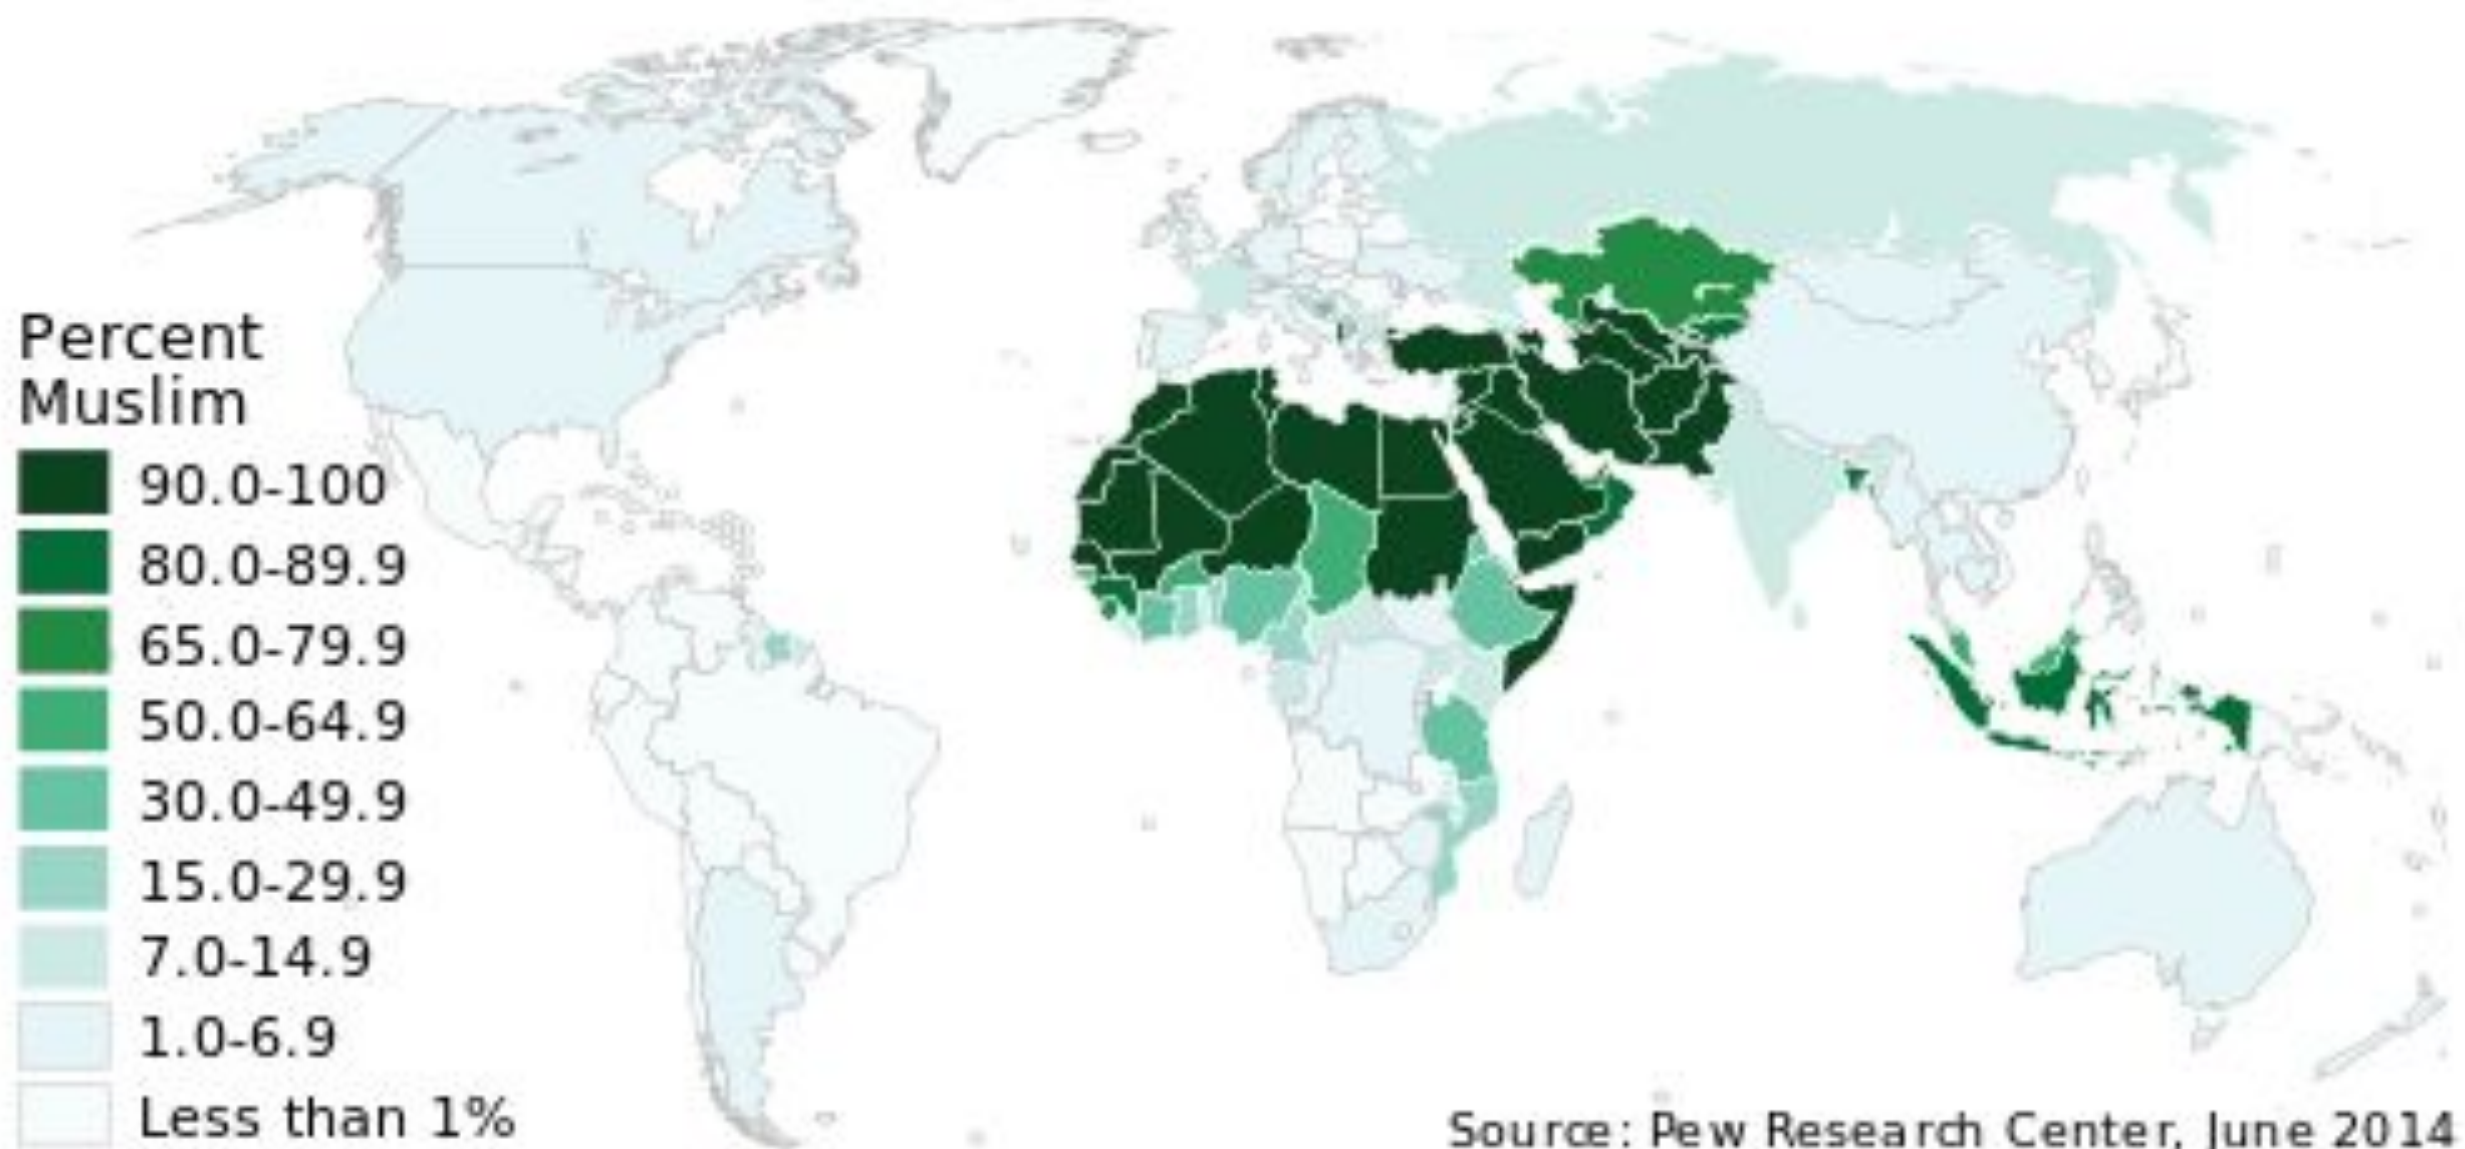 Percent
Muslim
90.0-100
80.0-89.9
65.0-79.9
50.0-64.9
30.0-49.9
15.0-29.9
7.0-14.9
1.0-6.9
Less than 1%
Source: Pew Research Center, June 2014